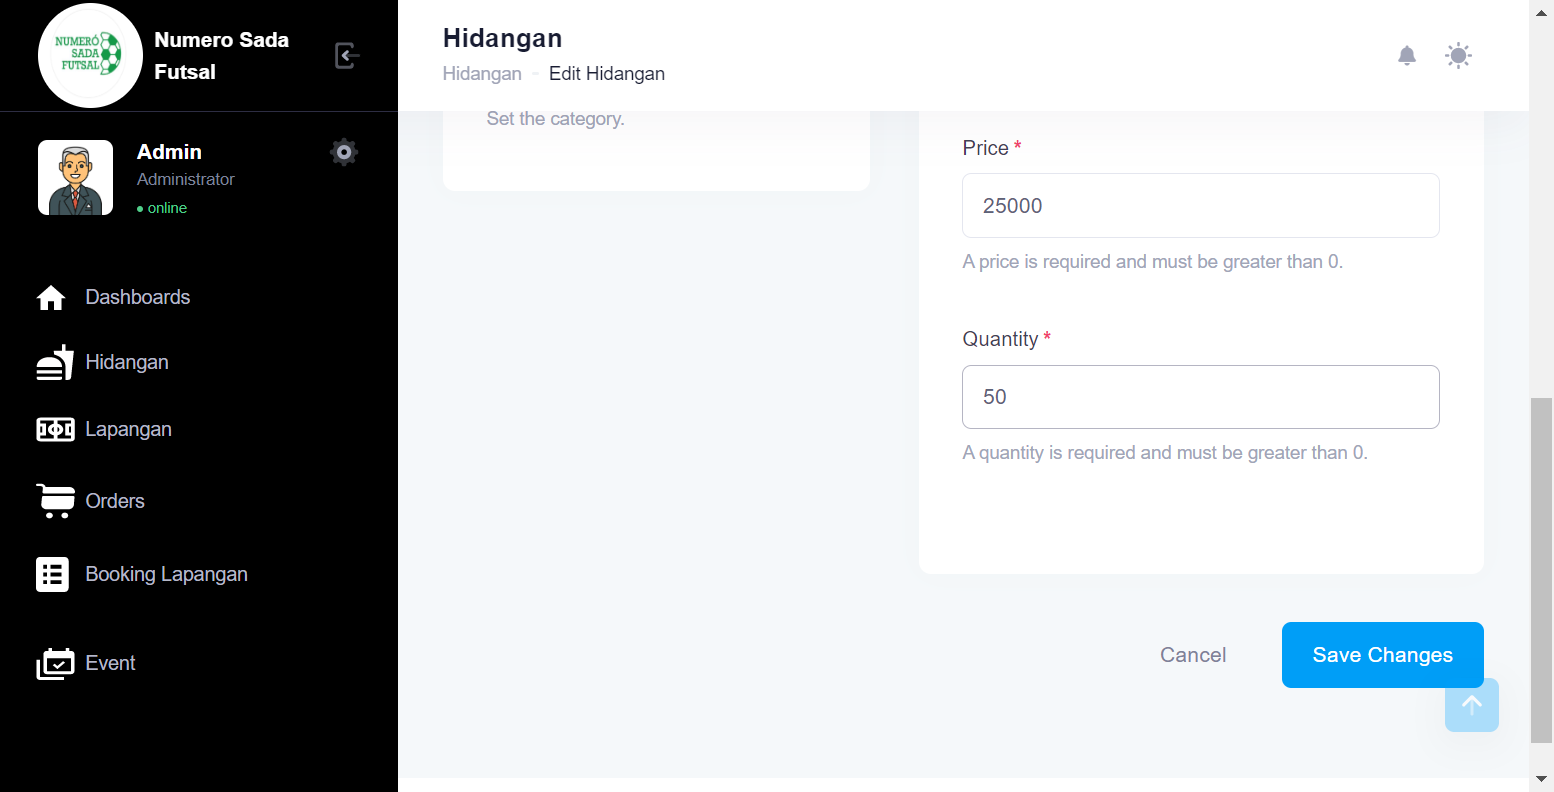 NUMERÓ
SADA
FUTSAL
Numero Sada
Futsal
Admin
Administrator
online
Dashboards
Hidangan
Lapangan
Orders
Booking Lapangan
Event
Hidangan
Hidangan - Edit Hidangan
Set the category.
Price *
25000
A price is required and must be greater than 0.
Quantity *
50
A quantity is required and must be greater than 0.
Cancel
Save Changes